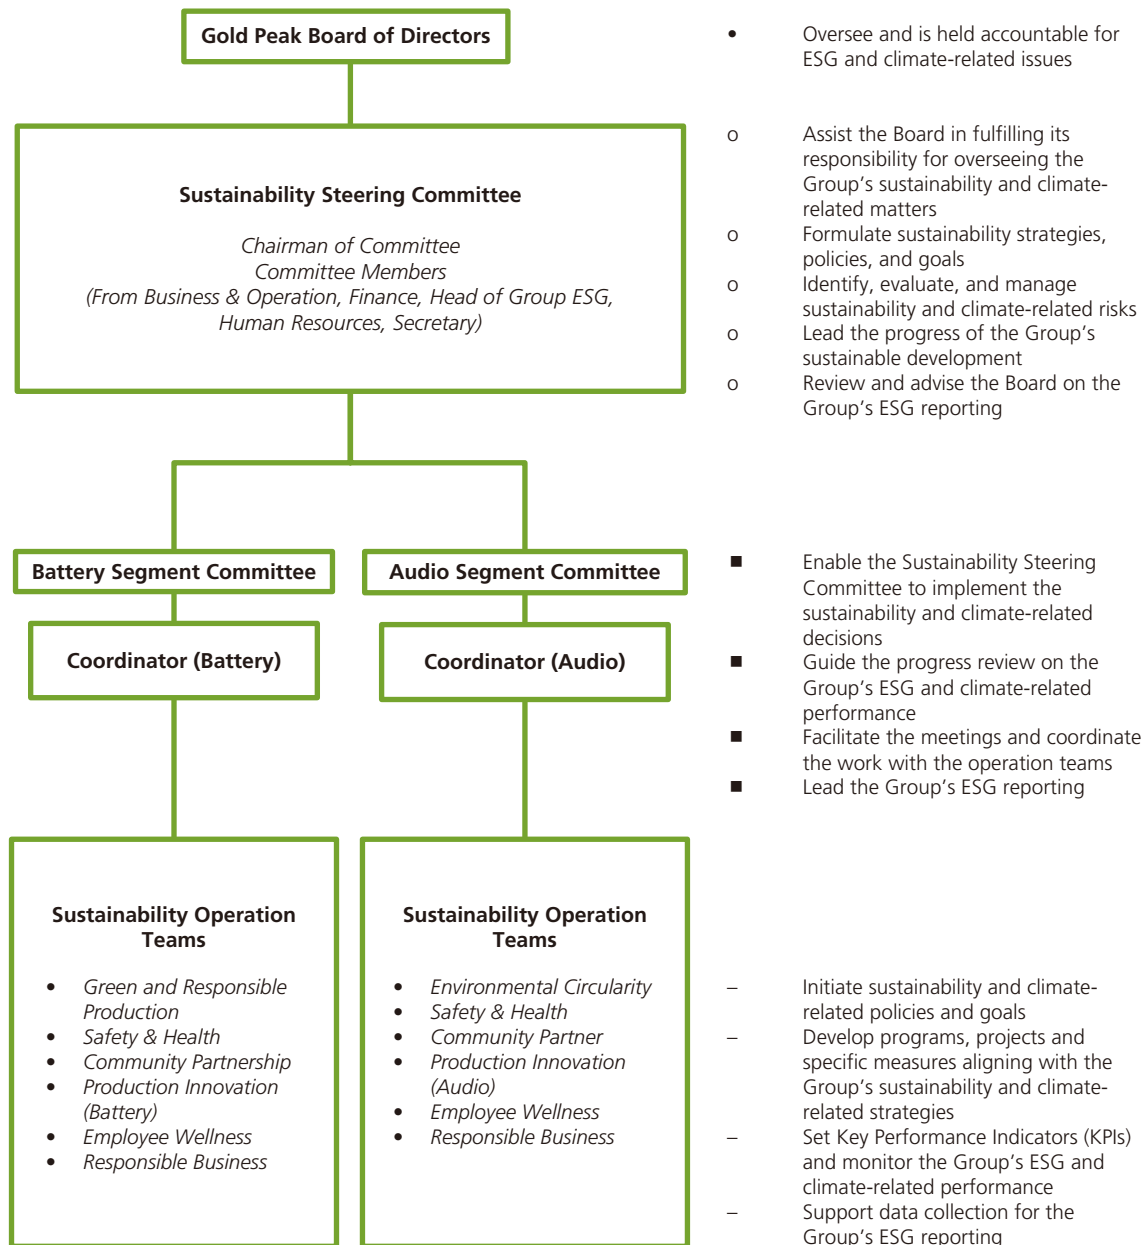 Gold Peak Board of Directors
• Oversee and is held accountable for
ESG and climate-related issues
Sustainability Steering Committee
Chairman of Committee
Committee Members
(From Business & Operation, Finance, Head of Group ESG,
Human Resources, Secretary)
o Assist the Board in fulfilling its
responsibility for overseeing the
Group’s sustainability and climate-
related matters
o Formulate sustainability strategies,
policies, and goals
o Identify, evaluate, and manage
sustainability and climate-related risks
o Lead the progress of the Group’s
sustainable development
o Review and advise the Board on the
Group’s ESG reporting
Battery Segment Committee
Audio Segment Committee
Coordinator (Battery)
Coordinator (Audio)
■ Enable the Sustainability Steering
Committee to implement the
sustainability and climate-related
decisions
■ Guide the progress review on the
Group’s ESG and climate-related
performance
■ Facilitate the meetings and coordinate
the work with the operation teams
■ Lead the Group’s ESG reporting
Sustainability Operation
Teams
• Green and Responsible
Production
• Safety & Health
• Community Partnership
• Production Innovation
(Battery)
• Employee Wellness
• Responsible Business
Sustainability Operation
Teams
• Environmental Circularity
• Safety & Health
• Community Partner
• Production Innovation
(Audio)
• Employee Wellness
• Responsible Business
– Initiate sustainability and climate-
related policies and goals
– Develop programs, projects and
specific measures aligning with the
Group’s sustainability and climate-
related strategies
– Set Key Performance Indicators (KPIs)
and monitor the Group’s ESG and
climate-related performance
– Support data collection for the
Group’s ESG reporting